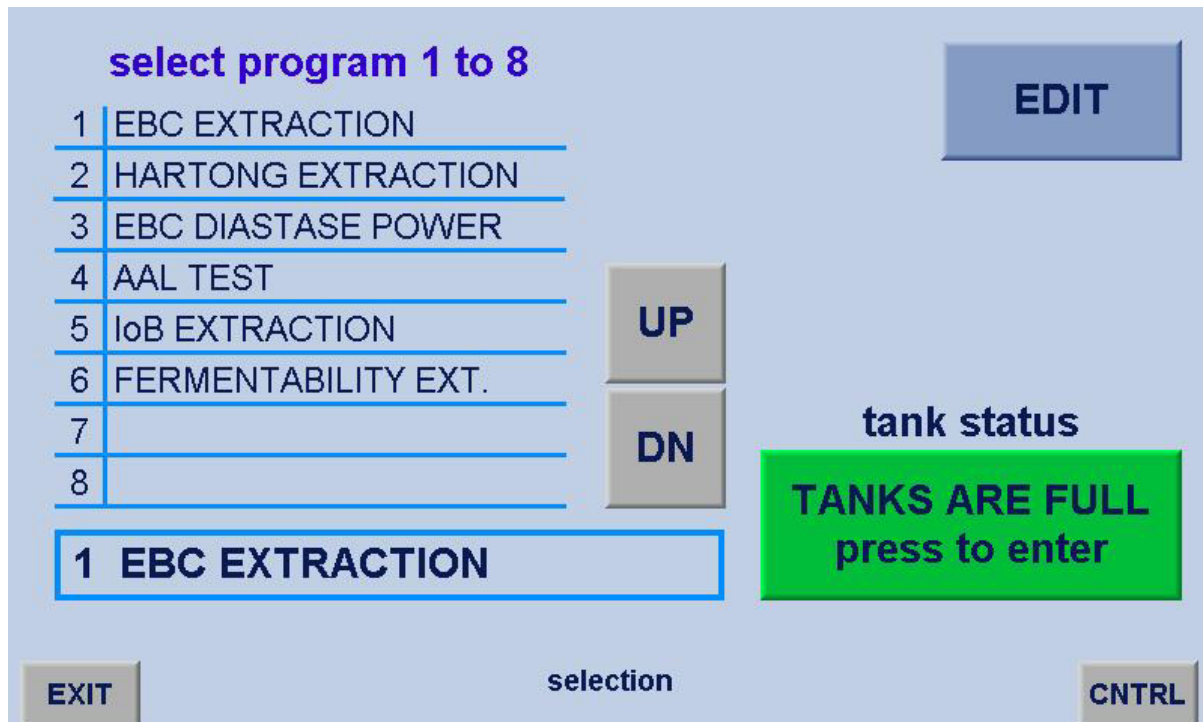 select program 1 to 8
EDIT
1 EBC EXTRACTION
2 HARTONG EXTRACTION
3 EBC DIASTASE POWER
4 AAL TEST
5 IoB EXTRACTION
6 FERMENTABILITY EXT.
7
8
UP
DN
tank status
TANKS ARE FULL
press to enter
1 EBC EXTRACTION
EXIT
selection
CNTRL